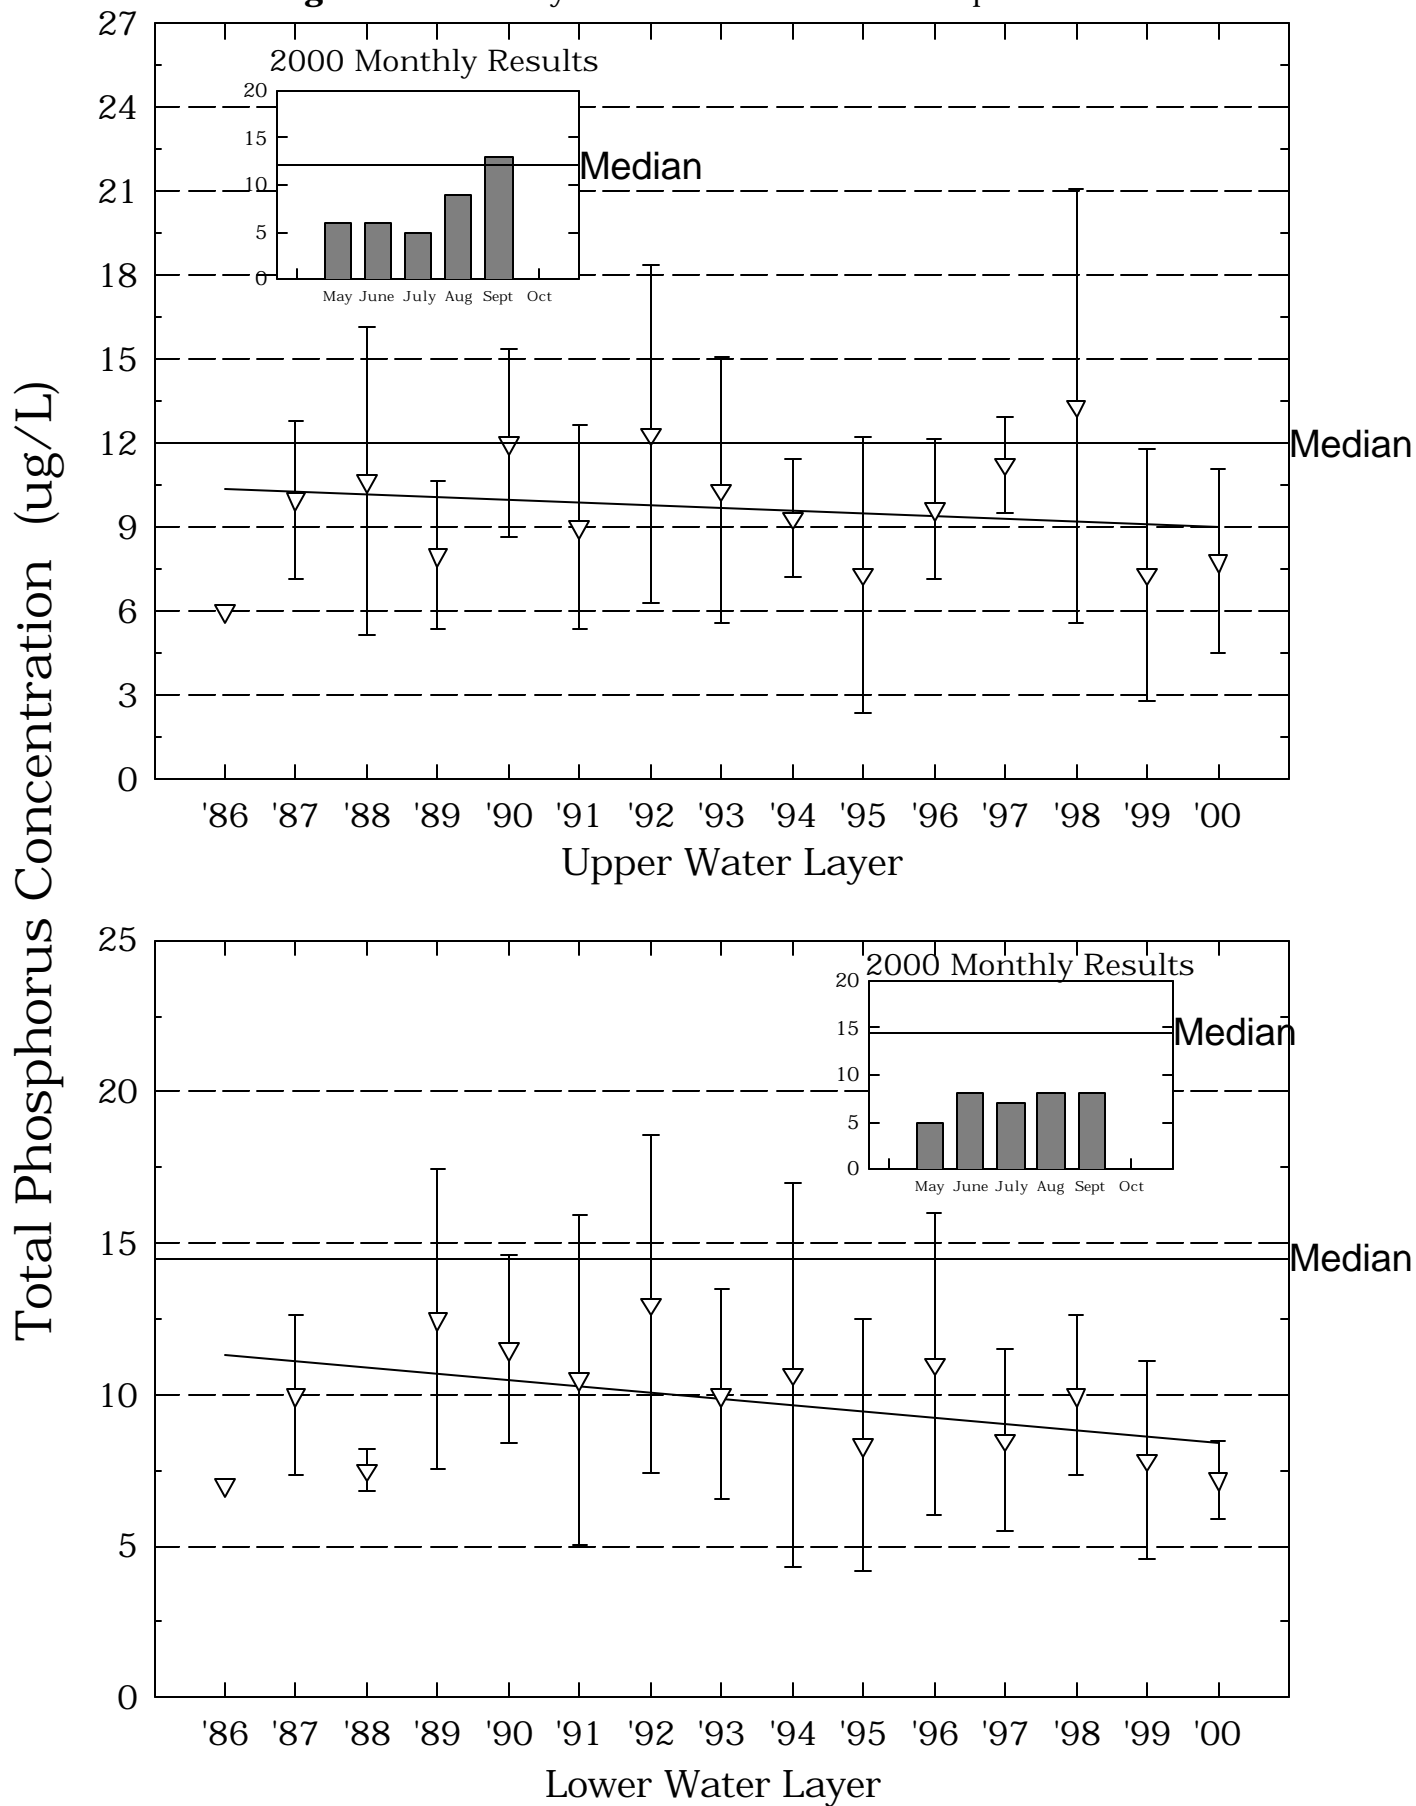 27
2000 Monthly Results
20
15
10
5
0
Median
May June July Aug Sept Oct
24
21
18
15
12
9
6
3
0
Median
'86 '87 '88 '89 '90 '91 '92 '93 '94 '95 '96 '97 '98 '99 '00
Upper Water Layer
Total Phosphorus Concentration (ug/L)
25
2000 Monthly Results
20
15
10
5
0
Median
May June July Aug Sept Oct
20
15
10
5
0
Median
'86 '87 '88 '89 '90 '91 '92 '93 '94 '95 '96 '97 '98 '99 '00
Lower Water Layer